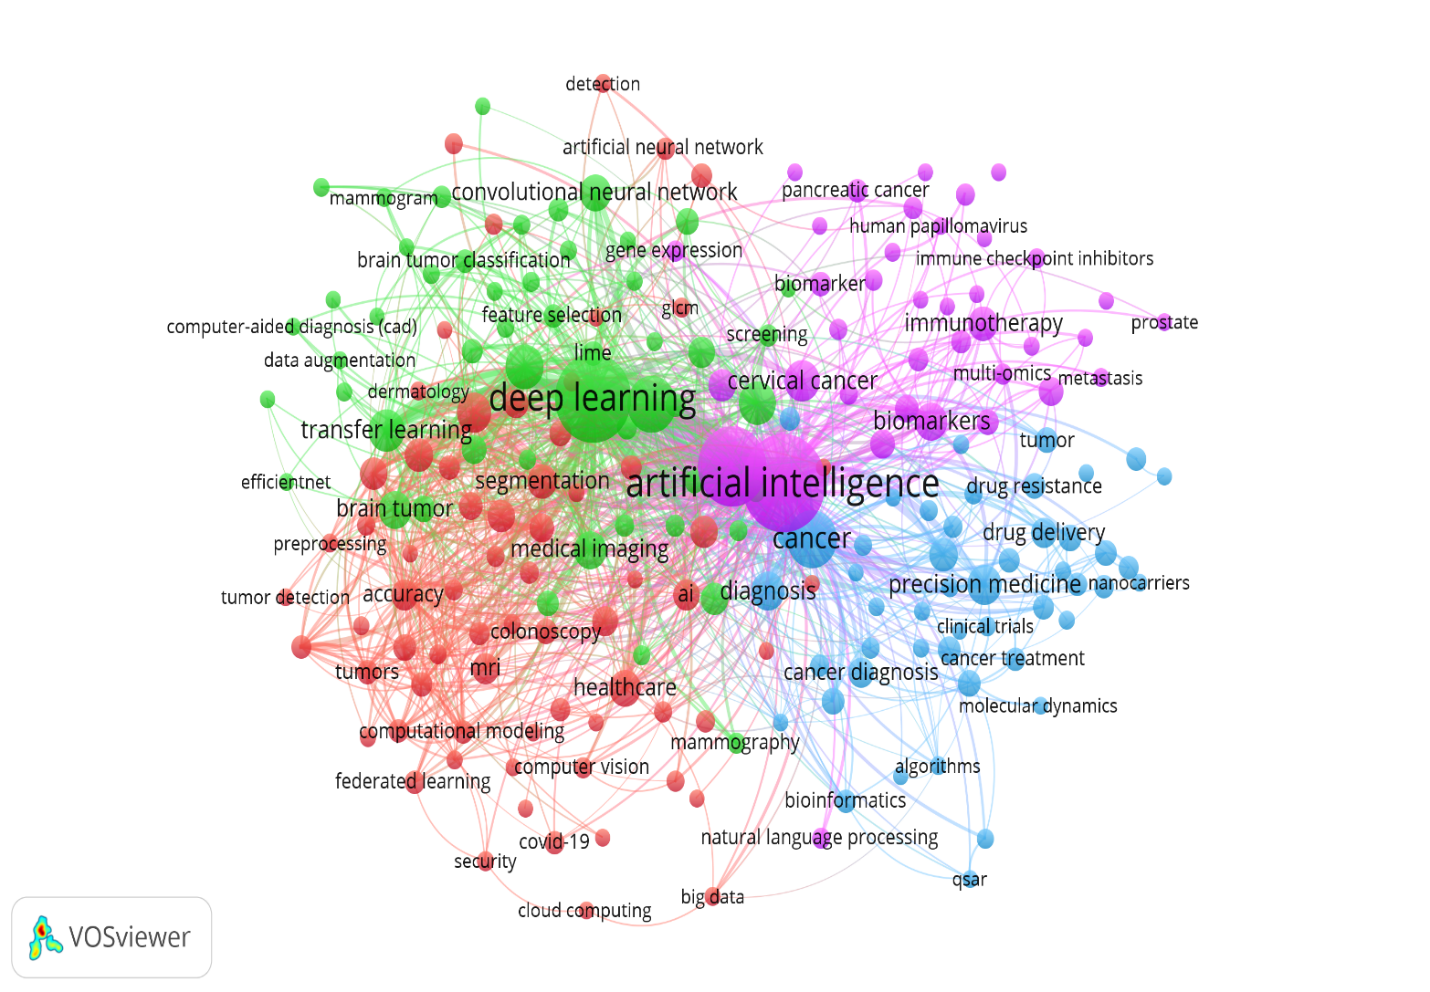 detection
artificial neural network
convolutional neural network
pancreatic cancer
mammogram
human papillomavirus
gene expression
brain tumor classification
immune checkpoint inhibitors
biomarker
glcm
feature selection
immunotherapy
prostate
computer-aided diagnosis (cad)
screening
lime
data augmentation
multi-omics
metastasis
cervical cancer
dermatology
deep learning
biomarkers
transfer learning
tumor
segmentation
efficientnet
artificial intelligence
drug resistance
brain tumor
drug delivery
preprocessing
medical imaging
cancer
precision medicine
nanocarriers
tumor detection
accuracy
ai
diagnosis
clinical trials
colonoscopy
cancer treatment
tumors
mri
cancer diagnosis
healthcare
molecular dynamics
computational modeling
mammography
federated learning
computer vision
algorithms
bioinformatics
natural language processing
covid-19
security
qsar
big data
cloud computing
VOSviewer